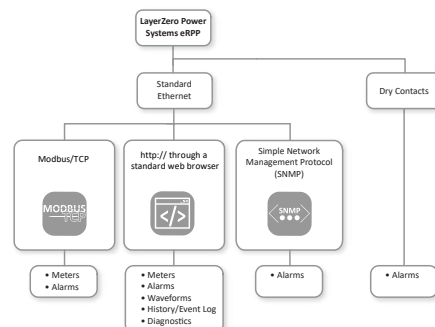 LayerZero Power
Systems eRPP
Standard
Ethernet
Dry Contacts
Modbus/TCP
http:// through a
standard web browser
Simple Network
Management Protocol
(SNMP)
MODBUS
TCP
</>
SNMP
• Meters
• Alarms
• Meters
• Alarms
• Waveforms
• History/Event Log
• Diagnostics
• Alarms
• Alarms